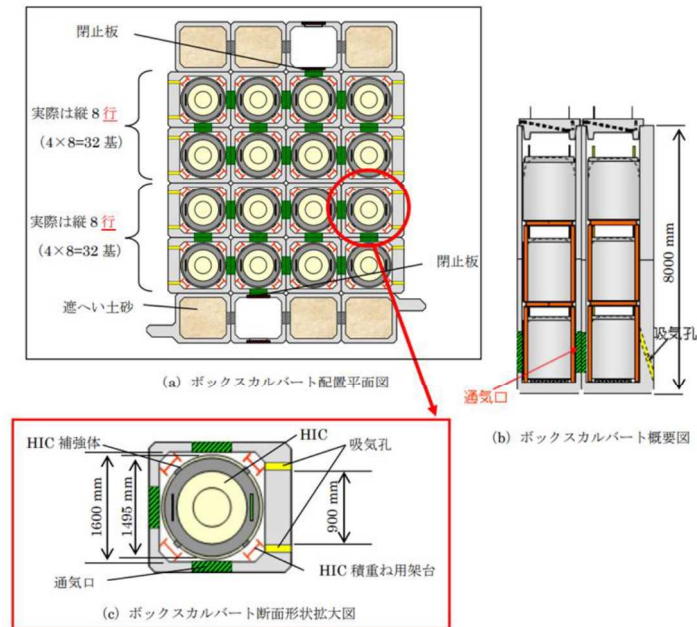 閉止板
実際は縦 8 行
(4×8=32 基)
実際は縦 8 行
(4×8=32 基)
閉止板
遮へい土砂
(a) ボックスカルバート配置平面図
8000 mm
吸気孔
通気口
(b) ボックスカルバート概要図
HIC 補強体
HIC
吸気孔
1600 mm
1495 mm
900 mm
通気口
HIC 積重ね用架台
(c) ボックスカルバート断面形状拡大図